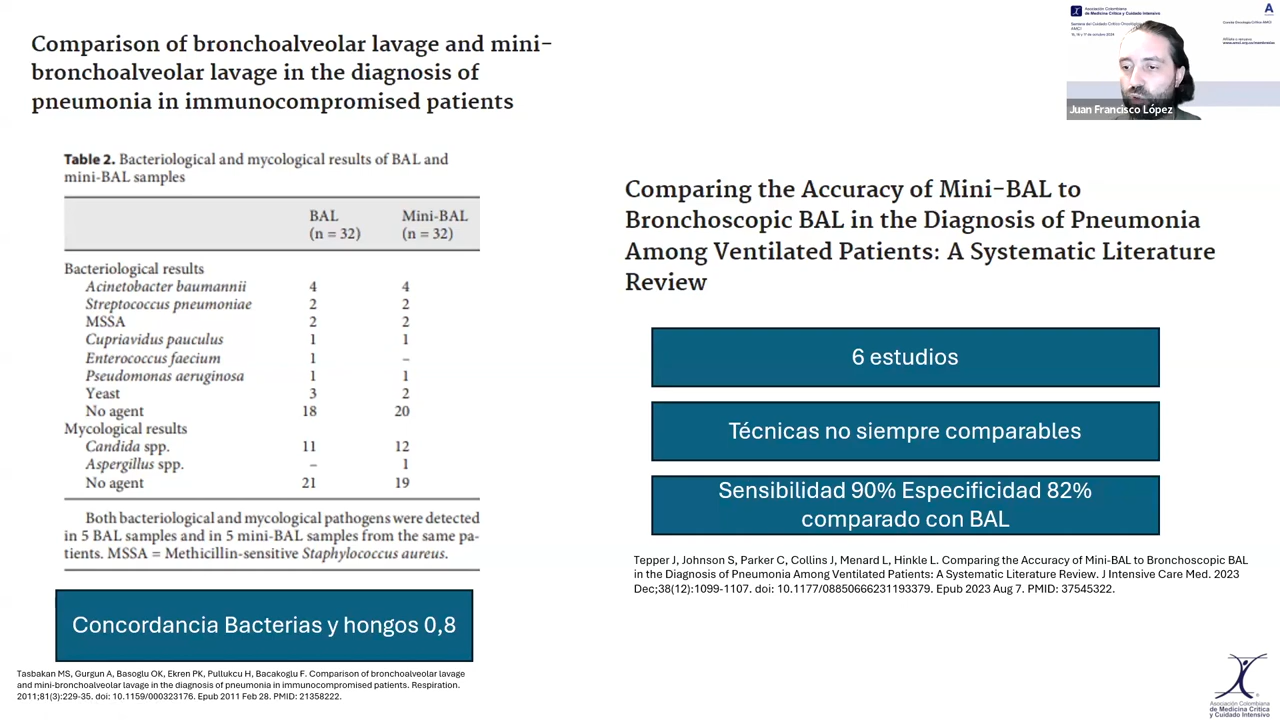 Comparison of bronchoalveolar lavage and mini-
bronchoalveolar lavage in the diagnosis of
pneumonia in immunocompromised patients
Table 2. Bacteriological and mycological results of BAL and
mini-BAL samples
BAL Mini-BAL
(n = 32) (n = 32)
Bacteriological results
Acinetobacter baumannii 4 4
Streptococcus pneumoniae 2 2
MSSA 2 2
Cupriavidus pauculus 1 1
Enterococcus faecium 1 –
Pseudomonas aeruginosa 1 1
Yeast 3 2
No agent 18 20
Mycological results
Candida spp. 11 12
Aspergillus spp. – 1
No agent 21 19
Both bacteriological and mycological pathogens were detected
in 5 BAL samples and in 5 mini-BAL samples from the same pa-
tients. MSSA = Methicillin-sensitive Staphylococcus aureus.
Concordancia Bacterias y hongos 0,8
Tasbakan MS, Gurgun A, Basoglu OK, Ekren PK, Pullukcu H, Bacakoglu F. Comparison of bronchoalveolar lavage
and mini-bronchoalveolar lavage in the diagnosis of pneumonia in immunocompromised patients. Respiration.
2011;81(3):229-35. doi: 10.1159/000323176. Epub 2011 Feb 28. PMID: 21358222.
Asociación Colombiana
de Medicina Crítica y Cuidado Intensivo
Juan Francisco López
Comparing the Accuracy of Mini-BAL to
Bronchoscopic BAL in the Diagnosis of Pneumonia
Among Ventilated Patients: A Systematic Literature
Review
6 estudios
Técnicas no siempre comparables
Sensibilidad 90% Especificidad 82%
comparado con BAL
Tepper J, Johnson S, Parker C, Collins J, Menard L, Hinkle L. Comparing the Accuracy of Mini-BAL to Bronchoscopic BAL
in the Diagnosis of Pneumonia Among Ventilated Patients: A Systematic Literature Review. J Intensive Care Med. 2023
Dec;38(12):1099-1107. doi: 10.1177/08850666231193379. Epub 2023 Aug 7. PMID: 37545322.
Asociación Colombiana
de Medicina Crítica
y Cuidado Intensivo